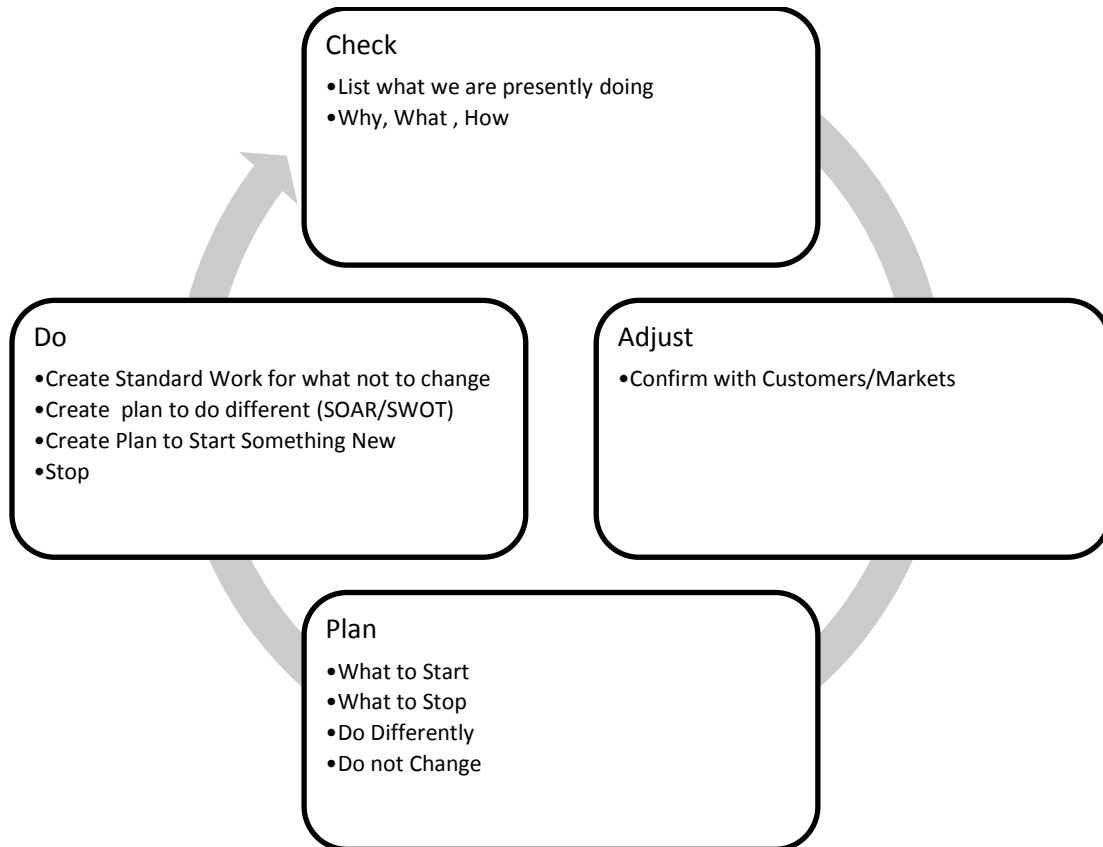 Check
•List what we are presently doing
•Why, What , How
Do
•Create Standard Work for what not to change
•Create  plan to do different (SOAR/SWOT)
•Create Plan to Start Something New
•Stop
Adjust
•Confirm with Customers/Markets
Plan
•What to Start
•What to Stop
•Do Differently
•Do not Change